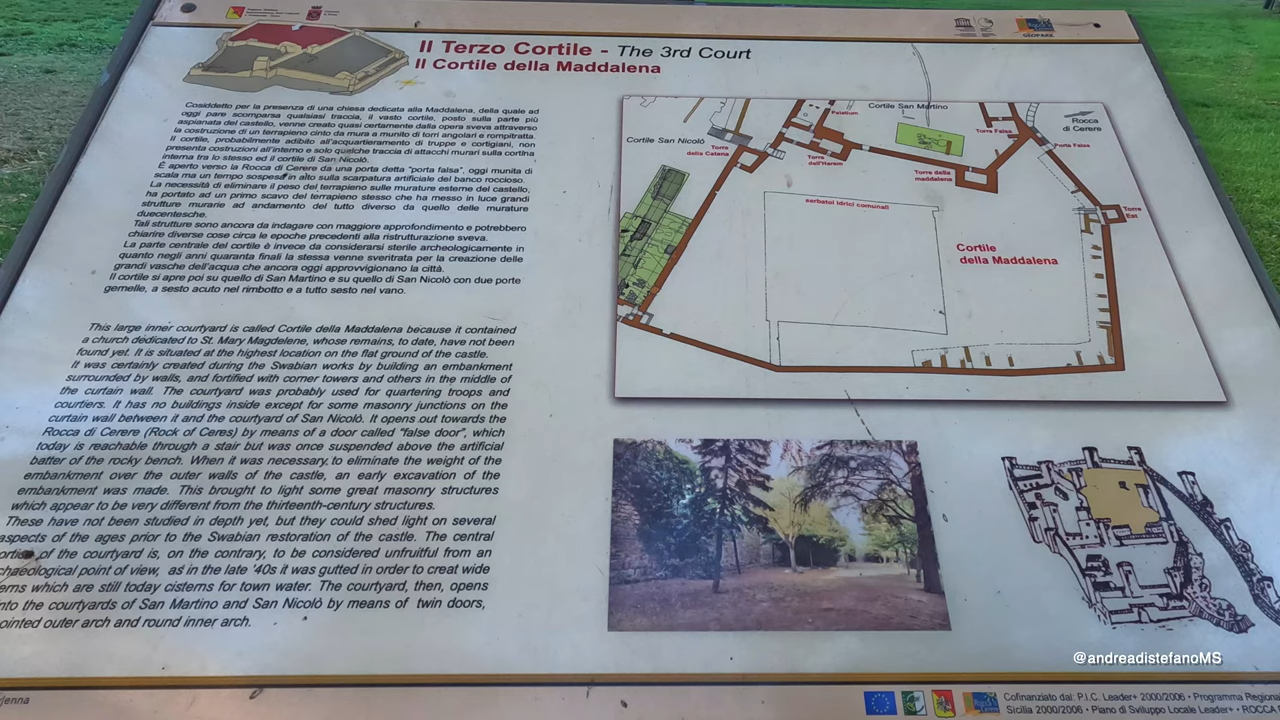 Il Terzo Cortile - The 3rd Court
Il Cortile della Maddalena
Cosiddetto per la presenza di una chiesa dedicata alla Maddalena, della quale ad
oggi pare scomparsa qualsiasi traccia, il vasto cortile, posto sulla parte più
aspianata del castello, venne creato quasi certamente dalla opera sveva attraverso
la costruzione di un terrapieno cinto da mura a munito di torri angolari e rompitratta.
Il cortile, probabilmente adibito all'acquartieramento di truppe e cortigiani, non
presenta costruzioni all'interno e solo qualche traccia di attacchi murari sulla cortina
interna tra lo stesso ed il cortile di San Nicolò.
È aperto verso la Rocca di Cerere da una porta detta "porta falsa", oggi munita di
scala ma un tempo sospesa in alto sulla scarpatura artificiale del banco roccioso.
La necessità di eliminare il peso del terrapieno sulle murature esterne del castello,
ha portato ad un primo scavo del terrapieno stesso che ha messo in luce grandi
strutture murarie ad andamento del tutto diverso da quello delle murature
duecentesche.
Tali strutture sono ancora da indagare con maggiore approfondimento e potrebbero
chiarire diverse cose circa le epoche precedenti alla ristrutturazione sveva.
La parte centrale del cortile è invece da considerarsi sterile archeologicamente in
quanto negli anni quaranta finali la stessa venne sventrata per la creazione delle
grandi vasche dell'acqua che ancora oggi approvvigionano la città.
Il cortile si apre poi su quello di San Martino e su quello di San Nicolò con due porte
gemelle, a sesto acuto nel rimbotto e a tutto sesto nel vano.
This large inner courtyard is called Cortile della Maddalena because it contained
a church dedicated to St. Mary Magdelene, whose remains, to date, have not been
found yet. It is situated at the highest location on the flat ground of the castle.
It was certainly created during the Swabian works by building an embankment
surrounded by walls, and fortified with corner towers and others in the middle of
the curtain wall. The courtyard was probably used for quartering troops and
courtiers. It has no buildings inside except for some masonry junctions on the
curtain wall between it and the courtyard of San Nicolò. It opens out towards the
Rocca di Cerere (Rock of Ceres) by means of a door called "false door", which
today is reachable through a stair but was once suspended above the artificial
batter of the rocky bench. When it was necessary, to eliminate the weight of the
embankment over the outer walls of the castle, an early excavation of the
embankment was made. This brought to light some great masonry structures
which appear to be very different from the thirteenth-century structures.
These have not been studied in depth yet, but they could shed light on several
aspects of the ages prior to the Swabian restoration of the castle. The central
of the courtyard is, on the contrary, to be considered unfruitful from an
chaeological point of view, as in the late '40s it was gutted in order to creat wide
erns which are still today cisterns for town water. The courtyard, then, opens
nto the courtyards of San Martino and San Nicolò by means of twin doors,
ointed outer arch and round inner arch.
Palatium
Cortile San Martino
Rocca
di Cerere
Cortile San Nicolò
Torre
della Catena
Torre
dell'Harem
Torre Falsa
Porta Falsa
Torre della
maddalena
Torre
Est
serbatoi idrici comunali
Cortile
della Maddalena
GEOPARK
@andreadistefanoMS
jenna
Cofinanziato dal: P.I.C. Leader+ 2000/2006 • Programma Regiona
Sicilia 2000/2006 • Piano di Sviluppo Locale Leader+ • ROCCA